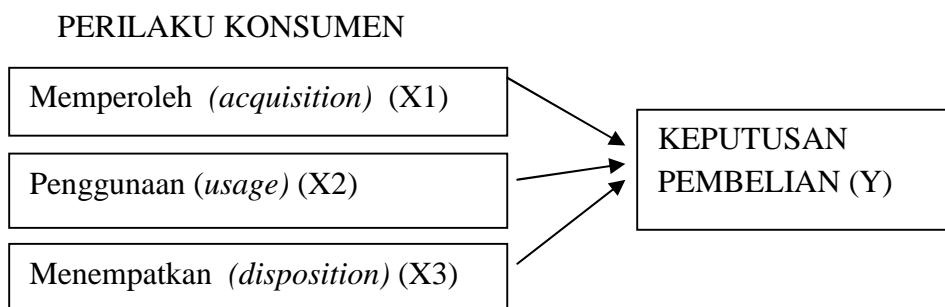 PERILAKU KONSUMEN
Memperoleh (acquisition) (X1)
Penggunaan (usage) (X2)
Menempatkan (disposition) (X3)
KEPUTUSAN
PEMBELIAN (Y)